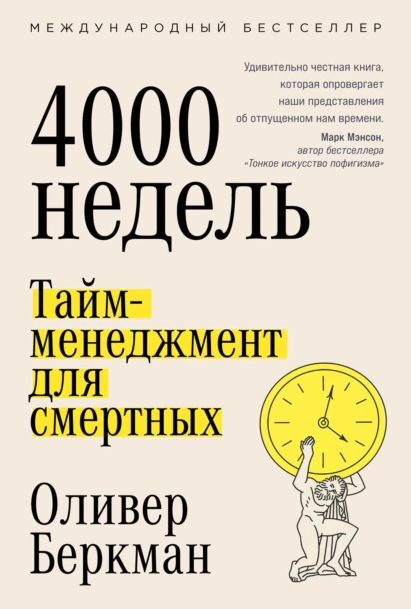 МЕЖДУНАРОДНЫЙ БЕСТСЕЛЛЕР
Удивительно честная книга,
которая опровергает
наши представления
об отпущенном нам времени.
Марк Мэнсон,
автор бестселлера
«Тонкое искусство пофигизма»
4000
недель
Тайм-
менеджмент
для
смертных
Оливер
Беркман